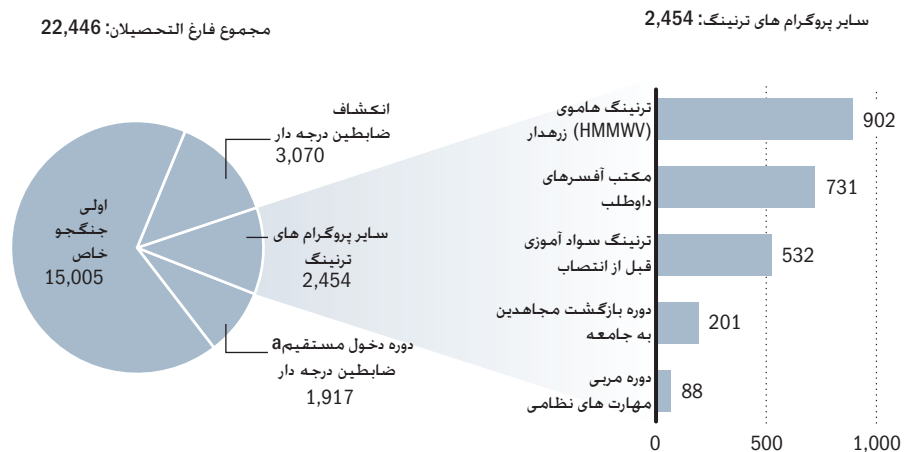 مجموع فارغ التحصیلان: 22,446
سایر پروگرام های ترنینگ: 2,454
انکشاف
ضابطین درجه دار
3,070
اولی
جنگجو
خاص
15,005
سایر پروگرام های
ترنینگ
2,454
دوره دخول مستقیمa
ضابطین درجه دار
1,917
ترنینگ هاموی
(HMMWV) زرهدار
902
مکتب آفسرهای
داوطلب
731
ترنینگ سواد آموزی
قبل از انتصاب
532
دوره بازگشت مجاهدین
به جامعه
201
دوره مربی
مهارت های نظامی
88
0 500 1,000